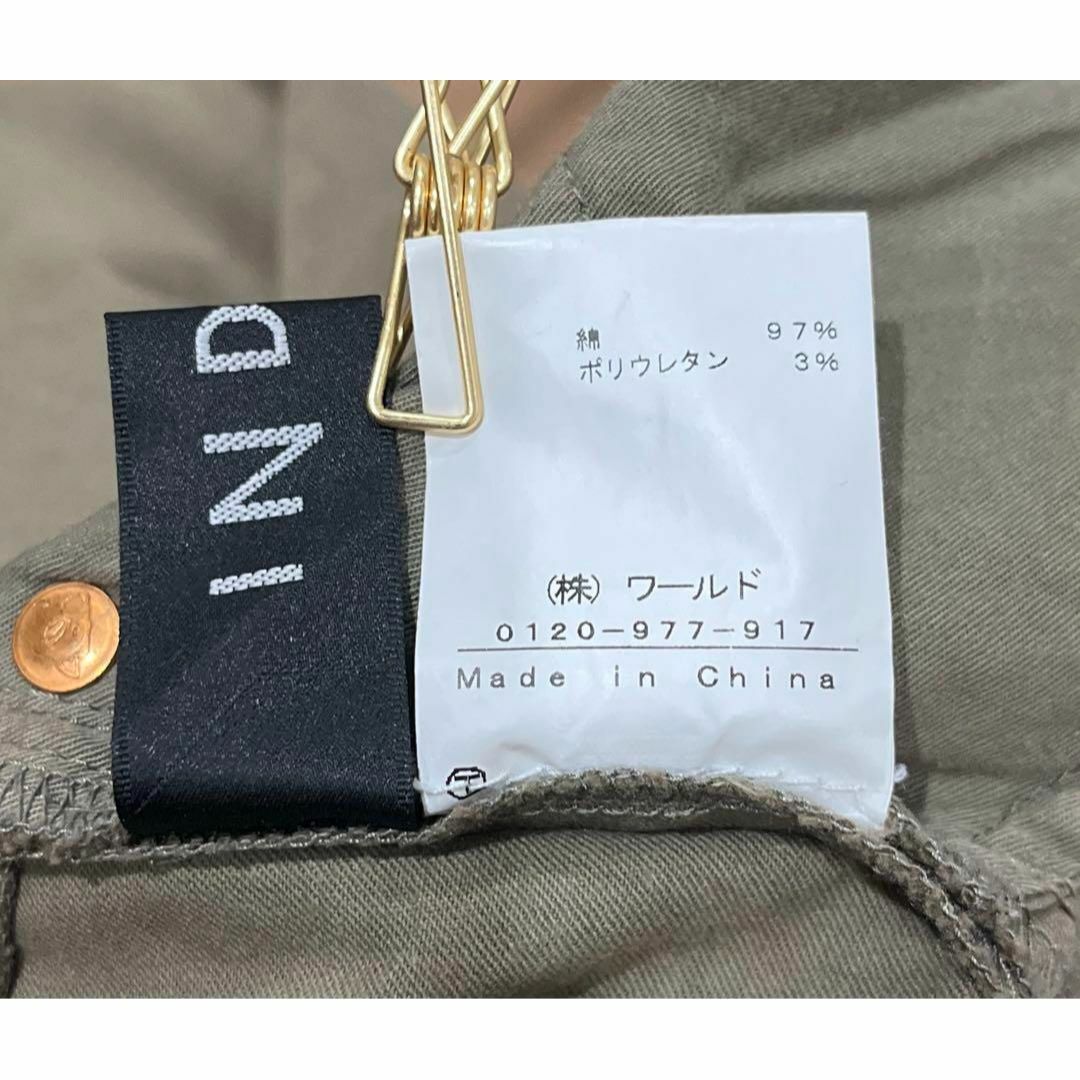 IND
綿 97%
ポリウレタン 3%
(株) ワールド
0120-977-917
Made in China